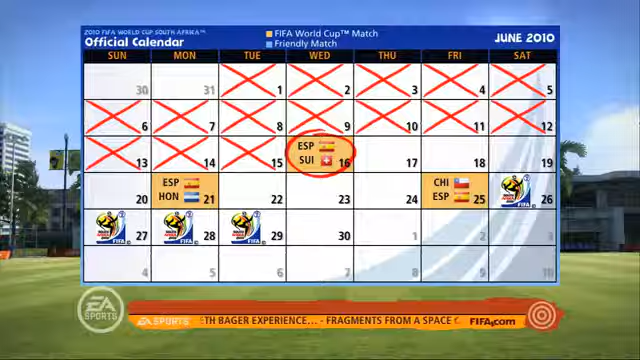 2010 FIFA WORLD CUP SOUTH AFRICA™
Official Calendar
FIFA World Cup™ Match
Friendly Match
JUNE 2010
SUN MON TUE WED THU FRI SAT
30 31 1 2 3 4 5
6 7 8 9 10 11 12
13 14 15 ESP SUI 16 17 18 19
20 ESP HON 21 22 23 24 CHI ESP 25 26
27 28 29 30 1 2 3
4 5 6 7 8 9 10
EA SPORTS
EA SPORTS ETH BAGER EXPERIENCE... - FRAGMENTS FROM A SPACE C FIFA.com